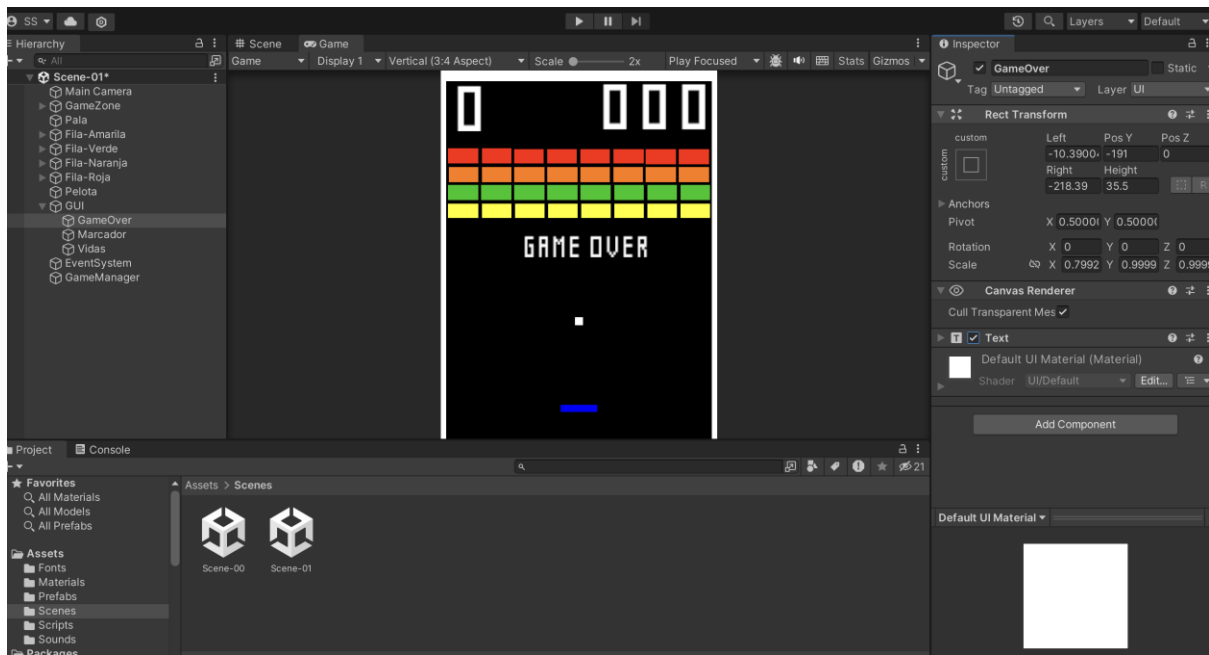 SS
Layers
Default
Hierarchy
All
Scene-01*
Main Camera
GameZone
Pala
Fila-Amarila
Fila-Verde
Fila-Naranja
Fila-Roja
Pelota
GUI
GameOver
Marcador
Vidas
EventSystem
GameManager
Scene
Game
Game
Display 1
Vertical (3:4 Aspect)
Scale
2x
Play Focused
Stats
Gizmos
0
000
GAME OVER
Inspector
GameOver
Static
Tag Untagged
Layer UI
Rect Transform
custom
custom
Left Pos Y Pos Z
-10.3900 -191 0
Right Height
-218.39 35.5
R
Anchors
Pivot X 0.5000 Y 0.5000
Rotation X 0 Y 0 Z 0
Scale X 0.7992 Y 0.9999 Z 0.999
Canvas Renderer
Cull Transparent Mes
Text
Default UI Material (Material)
Shader UI/Default Edit...
Add Component
Default UI Material
Project
Console
21
Favorites
All Materials
All Models
All Prefabs
Assets
Fonts
Materials
Prefabs
Scenes
Scripts
Sounds
Packages
Assets > Scenes
Scene-00
Scene-01